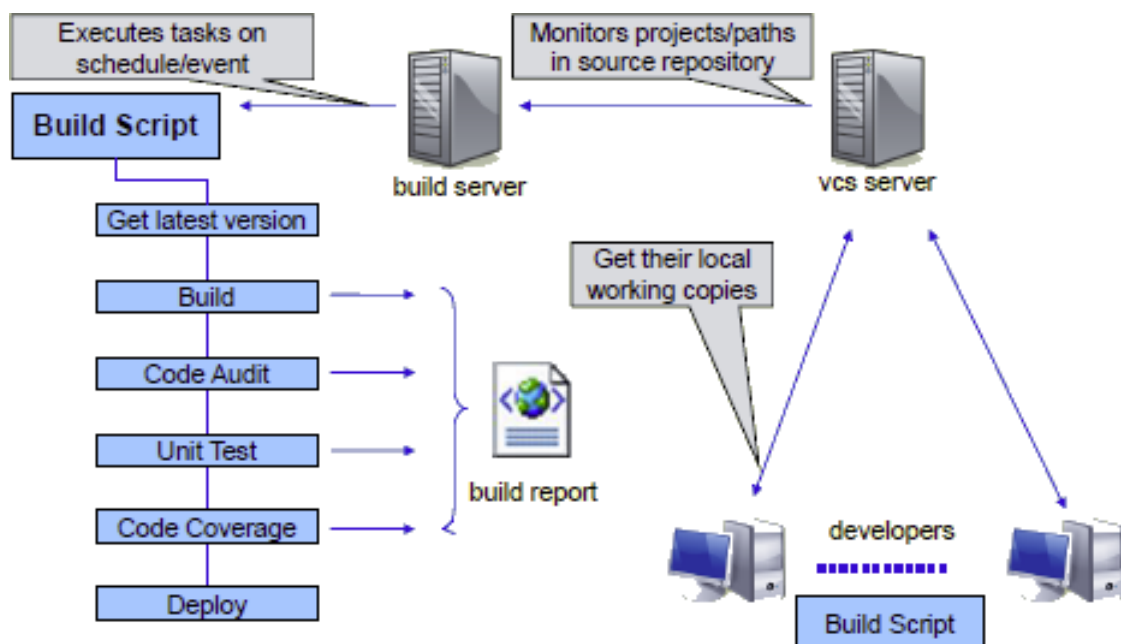 Executes tasks on
schedule/event
Monitors projects/paths
in source repository
Build Script
build server
vcs server
Get latest version
Get their local
working copies
Build
Code Audit
Unit Test
build report
Code Coverage
developers
Deploy
Build Script